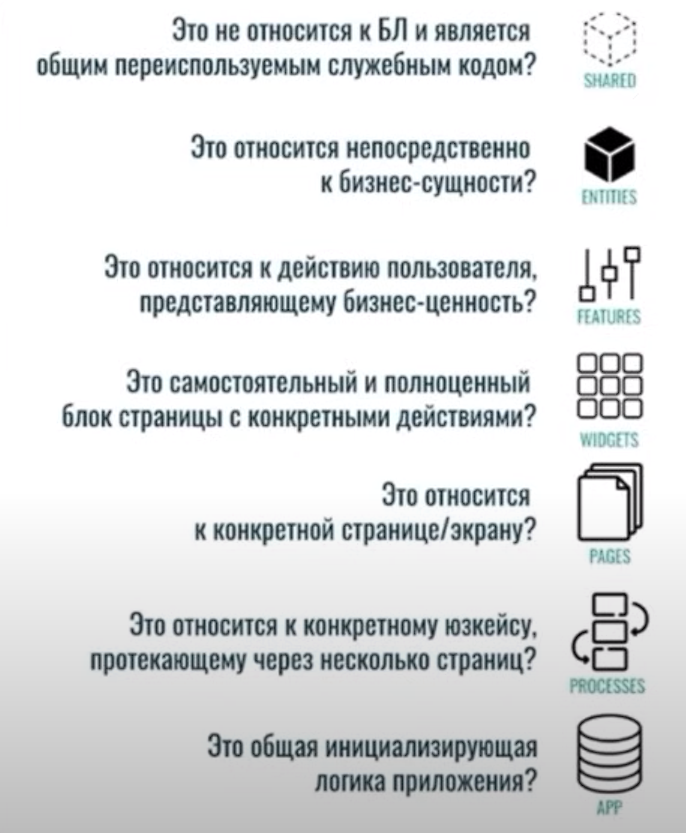 Это не относится к БЛ и является
общим переиспользуемым служебным кодом?
SHARED
Это относится непосредственно
к бизнес-сущности?
ENTITIES
Это относится к действию пользователя,
представляющему бизнес-ценность?
FEATURES
Это самостоятельный и полноценный
блок страницы с конкретными действиями?
WIDGETS
Это относится
к конкретной странице/экрану?
PAGES
Это относится к конкретному юзкейсу,
протекающему через несколько страниц?
PROCESSES
Это общая инициализирующая
логика приложения?
APP